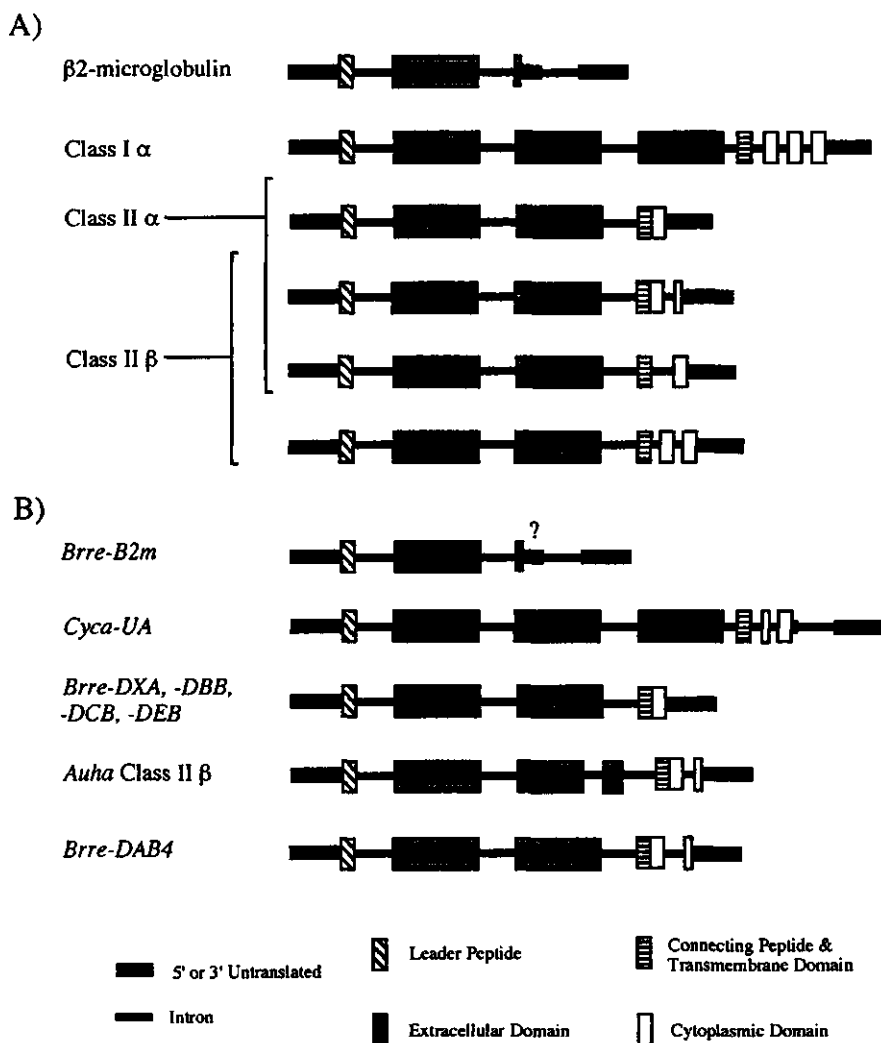 A)
β2-microglobulin
Class I α
Class II α
Class II β
B)
?
Brre-B2m
Cyca-UA
Brre-DXA, -DBB,
-DCB, -DEB
Auha Class II β
Brre-DAB4
5' or 3' Untranslated
Leader Peptide
Connecting Peptide &
Transmembrane Domain
Intron
Extracellular Domain
Cytoplasmic Domain